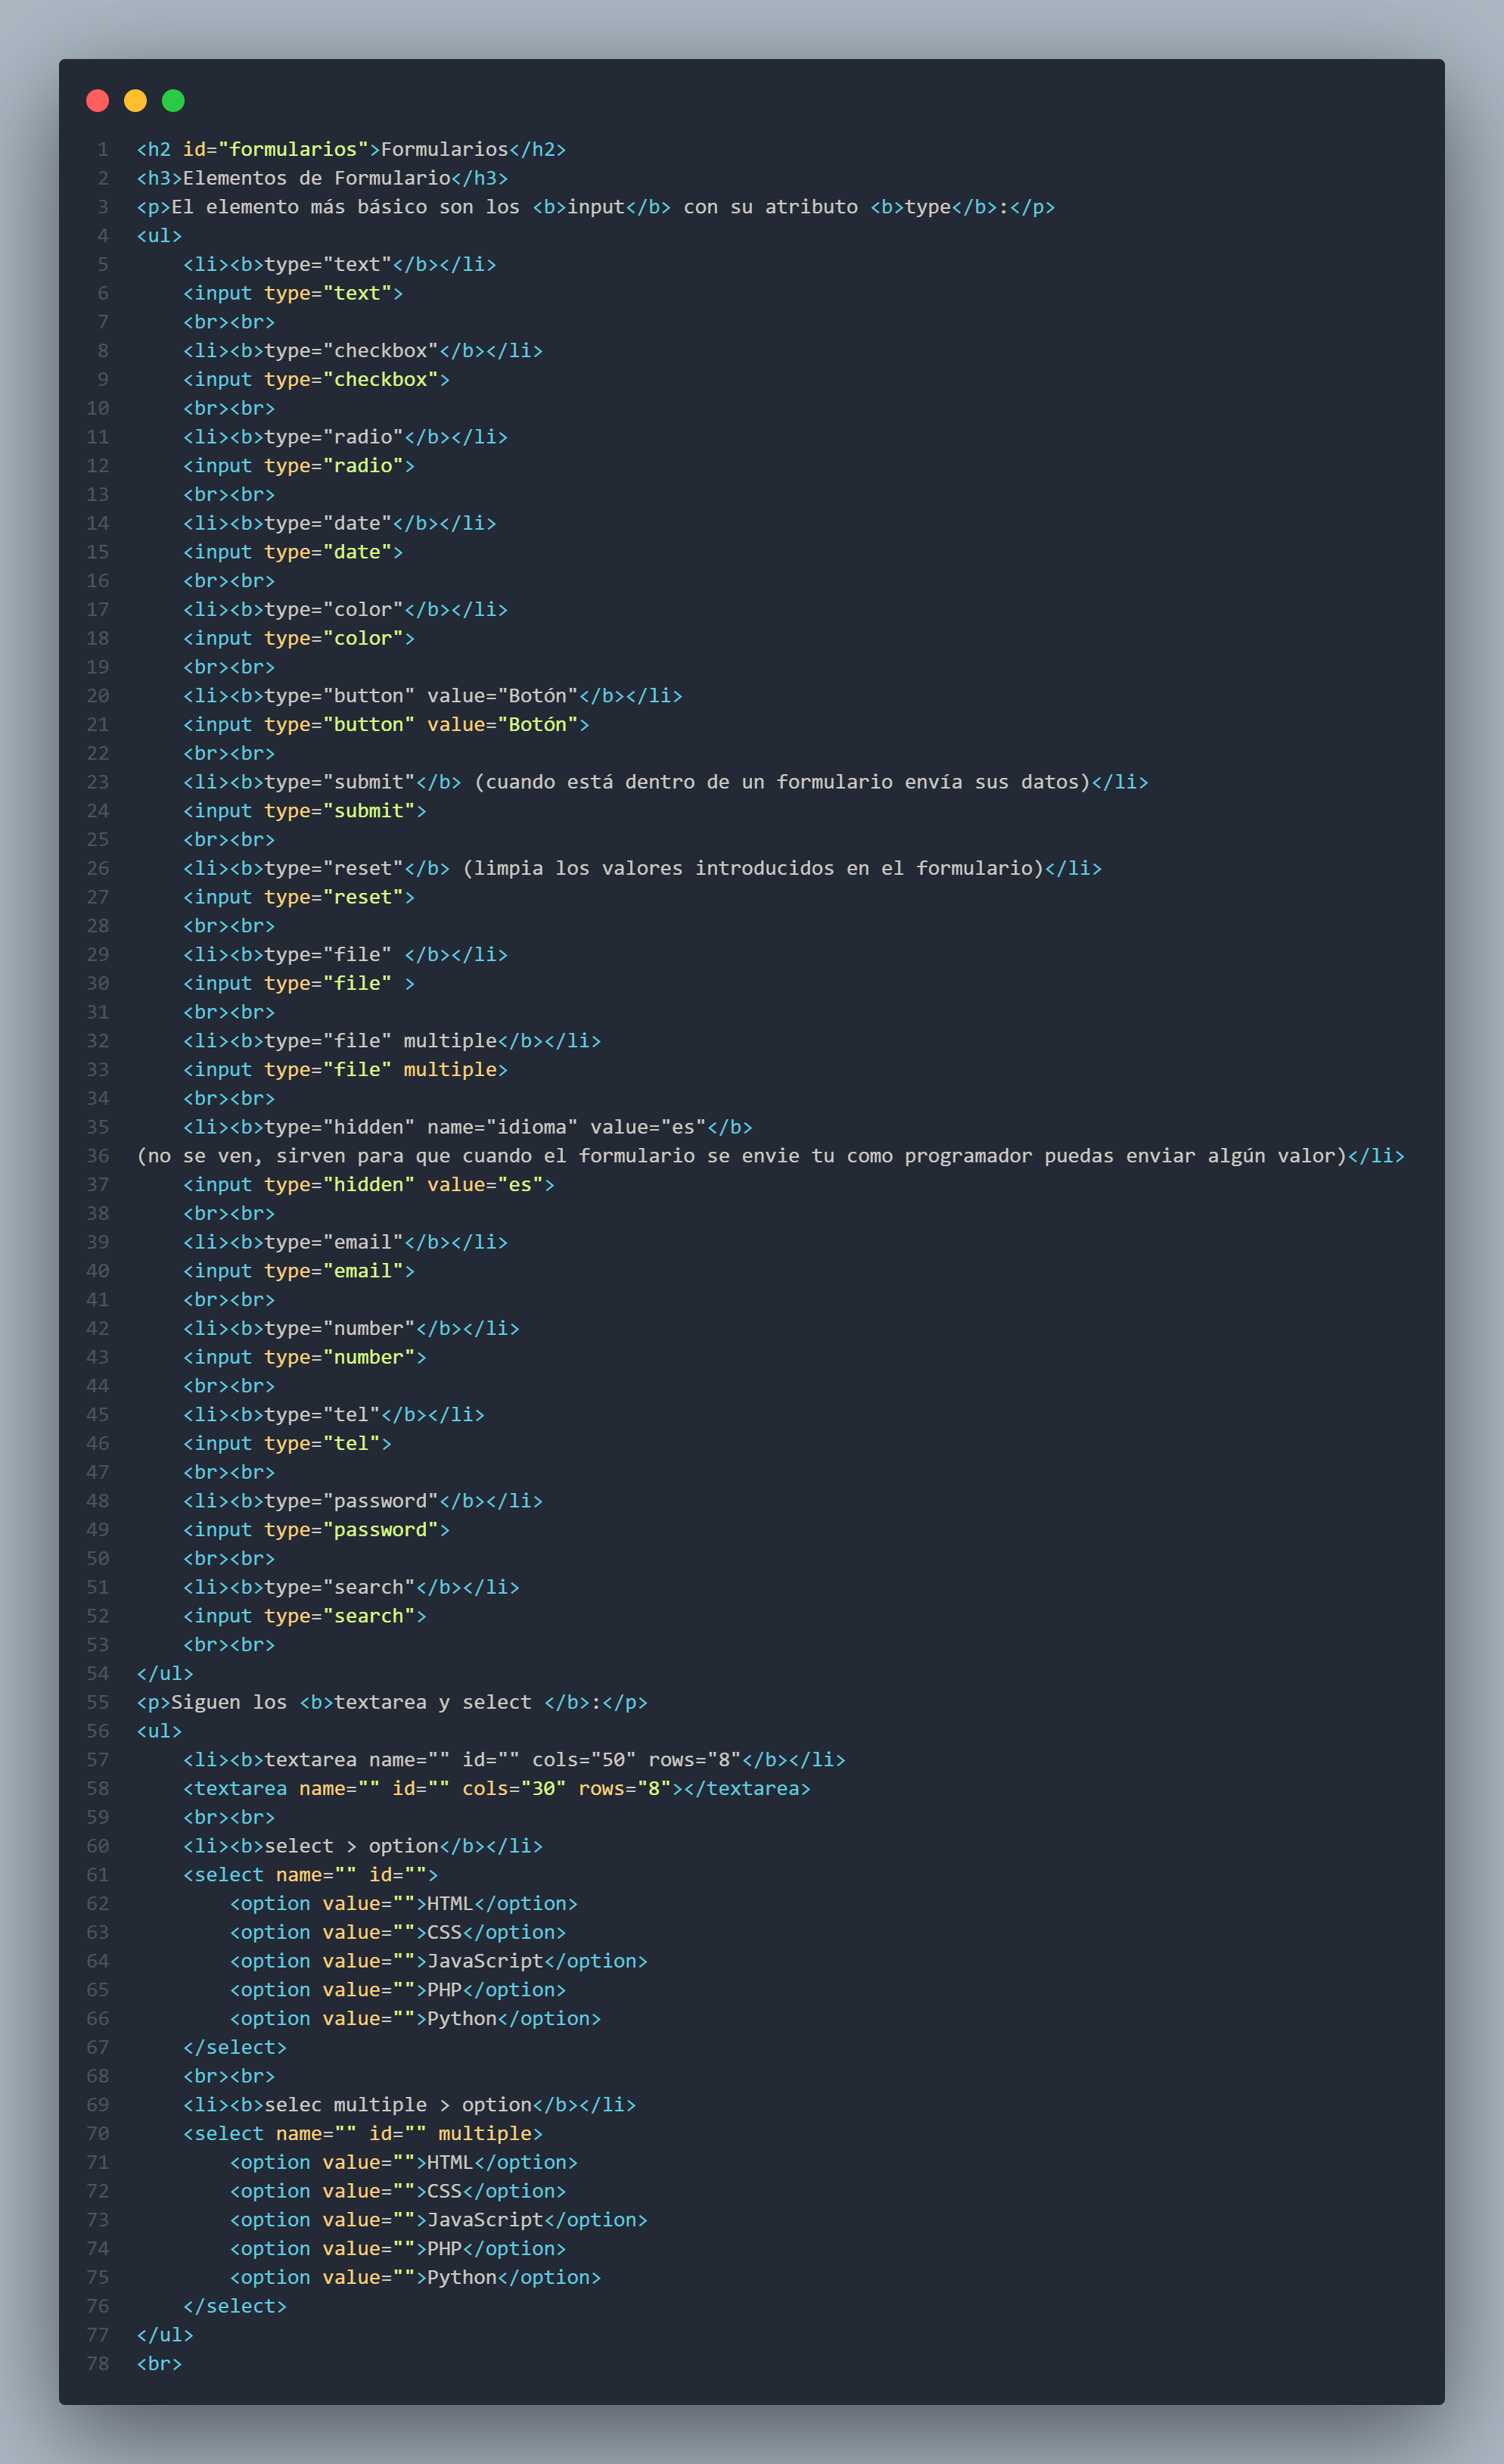 1 <h2 id="formularios">Formularios</h2>
2 <h3>Elementos de Formulario</h3>
3 <p>El elemento más básico son los <b>input</b> con su atributo <b>type</b>:</p>
4 <ul>
5     <li><b>type="text"</b></li>
6     <input type="text">
7     <br><br>
8     <li><b>type="checkbox"</b></li>
9     <input type="checkbox">
10     <br><br>
11     <li><b>type="radio"</b></li>
12     <input type="radio">
13     <br><br>
14     <li><b>type="date"</b></li>
15     <input type="date">
16     <br><br>
17     <li><b>type="color"</b></li>
18     <input type="color">
19     <br><br>
20     <li><b>type="button" value="Botón"</b></li>
21     <input type="button" value="Botón">
22     <br><br>
23     <li><b>type="submit"</b> (cuando está dentro de un formulario envía sus datos)</li>
24     <input type="submit">
25     <br><br>
26     <li><b>type="reset"</b> (limpia los valores introducidos en el formulario)</li>
27     <input type="reset">
28     <br><br>
29     <li><b>type="file" </b></li>
30     <input type="file" >
31     <br><br>
32     <li><b>type="file" multiple</b></li>
33     <input type="file" multiple>
34     <br><br>
35     <li><b>type="hidden" name="idioma" value="es"</b>
36 (no se ven, sirven para que cuando el formulario se envie tu como programador puedas enviar algún valor)</li>
37     <input type="hidden" value="es">
38     <br><br>
39     <li><b>type="email"</b></li>
40     <input type="email">
41     <br><br>
42     <li><b>type="number"</b></li>
43     <input type="number">
44     <br><br>
45     <li><b>type="tel"</b></li>
46     <input type="tel">
47     <br><br>
48     <li><b>type="password"</b></li>
49     <input type="password">
50     <br><br>
51     <li><b>type="search"</b></li>
52     <input type="search">
53     <br><br>
54 </ul>
55 <p>Siguen los <b>textarea y select </b>:</p>
56 <ul>
57     <li><b>textarea name="" id="" cols="50" rows="8"</b></li>
58     <textarea name="" id="" cols="30" rows="8"></textarea>
59     <br><br>
60     <li><b>select > option</b></li>
61     <select name="" id="">
62         <option value="">HTML</option>
63         <option value="">CSS</option>
64         <option value="">JavaScript</option>
65         <option value="">PHP</option>
66         <option value="">Python</option>
67     </select>
68     <br><br>
69     <li><b>selec multiple > option</b></li>
70     <select name="" id="" multiple>
71         <option value="">HTML</option>
72         <option value="">CSS</option>
73         <option value="">JavaScript</option>
74         <option value="">PHP</option>
75         <option value="">Python</option>
76     </select>
77 </ul>
78 <br>